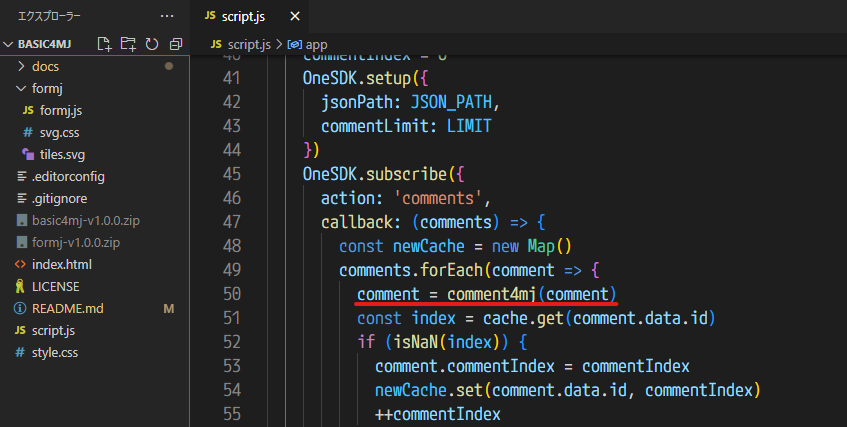 エクスプローラー ···
BASIC4MJ
docs
formj
JS formj.js
# svg.css
tiles.svg
.editorconfig
.gitignore
basic4mj-v1.0.0.zip
formj-v1.0.0.zip
<> index.html
LICENSE
README.md M
JS script.js
# style.css
JS script.js ×
JS script.js > app
40 commentIndex = 0
41 OneSDK.setup({
42 jsonPath: JSON_PATH,
43 commentLimit: LIMIT
44 })
45 OneSDK.subscribe({
46 action: 'comments',
47 callback: (comments) => {
48 const newCache = new Map()
49 comments.forEach(comment => {
50 comment = comment4mj(comment)
51 const index = cache.get(comment.data.id)
52 if (isNaN(index)) {
53 comment.commentIndex = commentIndex
54 newCache.set(comment.data.id, commentIndex)
55 ++commentIndex